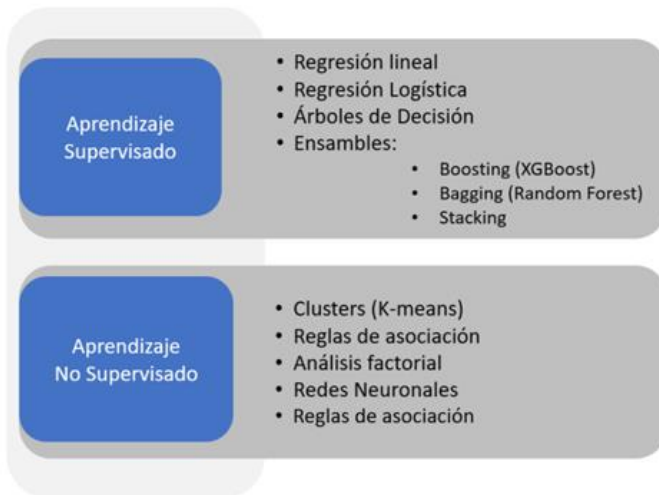 Aprendizaje
Supervisado
• Regresión lineal
• Regresión Logística
• Árboles de Decisión
• Ensambles:
• Boosting (XGBoost)
• Bagging (Random Forest)
• Stacking
Aprendizaje
No Supervisado
• Clusters (K-means)
• Reglas de asociación
• Análisis factorial
• Redes Neuronales
• Reglas de asociación